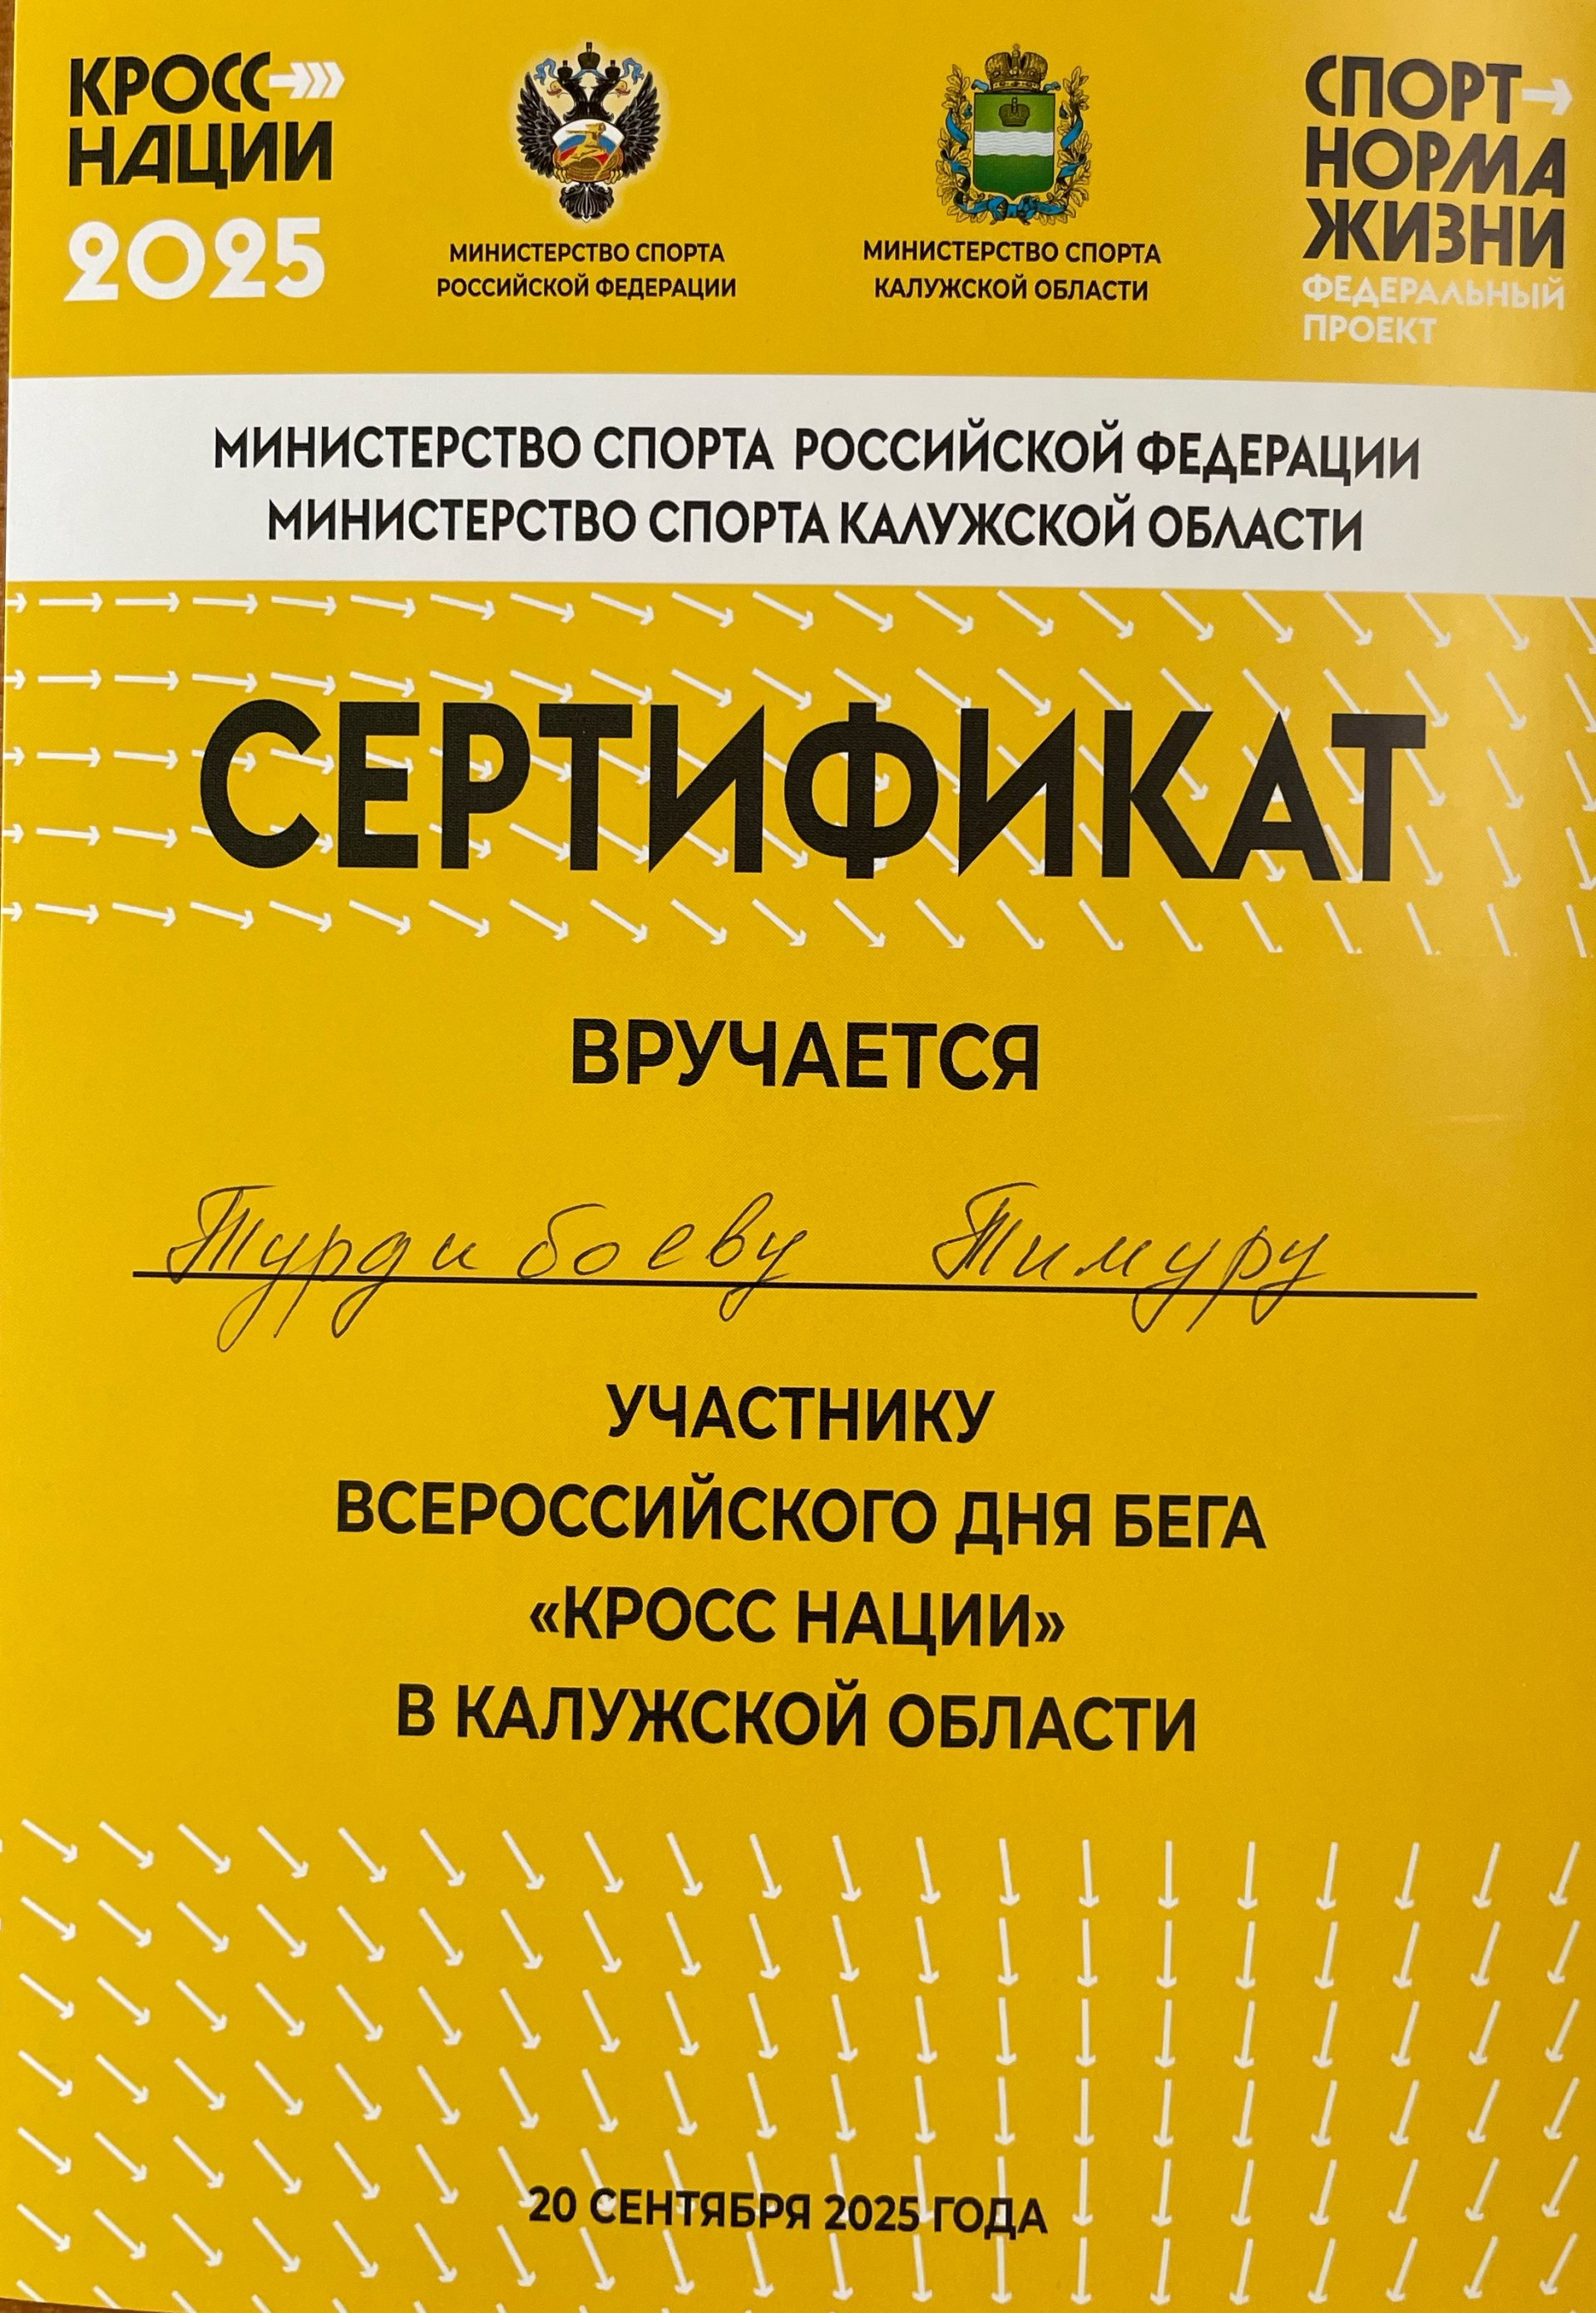 КРОСС
НАЦИИ
2025
МИНИСТЕРСТВО СПОРТА
РОССИЙСКОЙ ФЕДЕРАЦИИ
МИНИСТЕРСТВО СПОРТА
КАЛУЖСКОЙ ОБЛАСТИ
СПОРТ
НОРМА
ЖИЗНИ
ФЕДЕРАЛЬНЫЙ
ПРОЕКТ
МИНИСТЕРСТВО СПОРТА РОССИЙСКОЙ ФЕДЕРАЦИИ
МИНИСТЕРСТВО СПОРТА КАЛУЖСКОЙ ОБЛАСТИ
СЕРТИФИКАТ
ВРУЧАЕТСЯ
Турдибоеву Тимуру
УЧАСТНИКУ
ВСЕРОССИЙСКОГО ДНЯ БЕГА
«КРОСС НАЦИИ»
В КАЛУЖСКОЙ ОБЛАСТИ
20 СЕНТЯБРЯ 2025 ГОДА